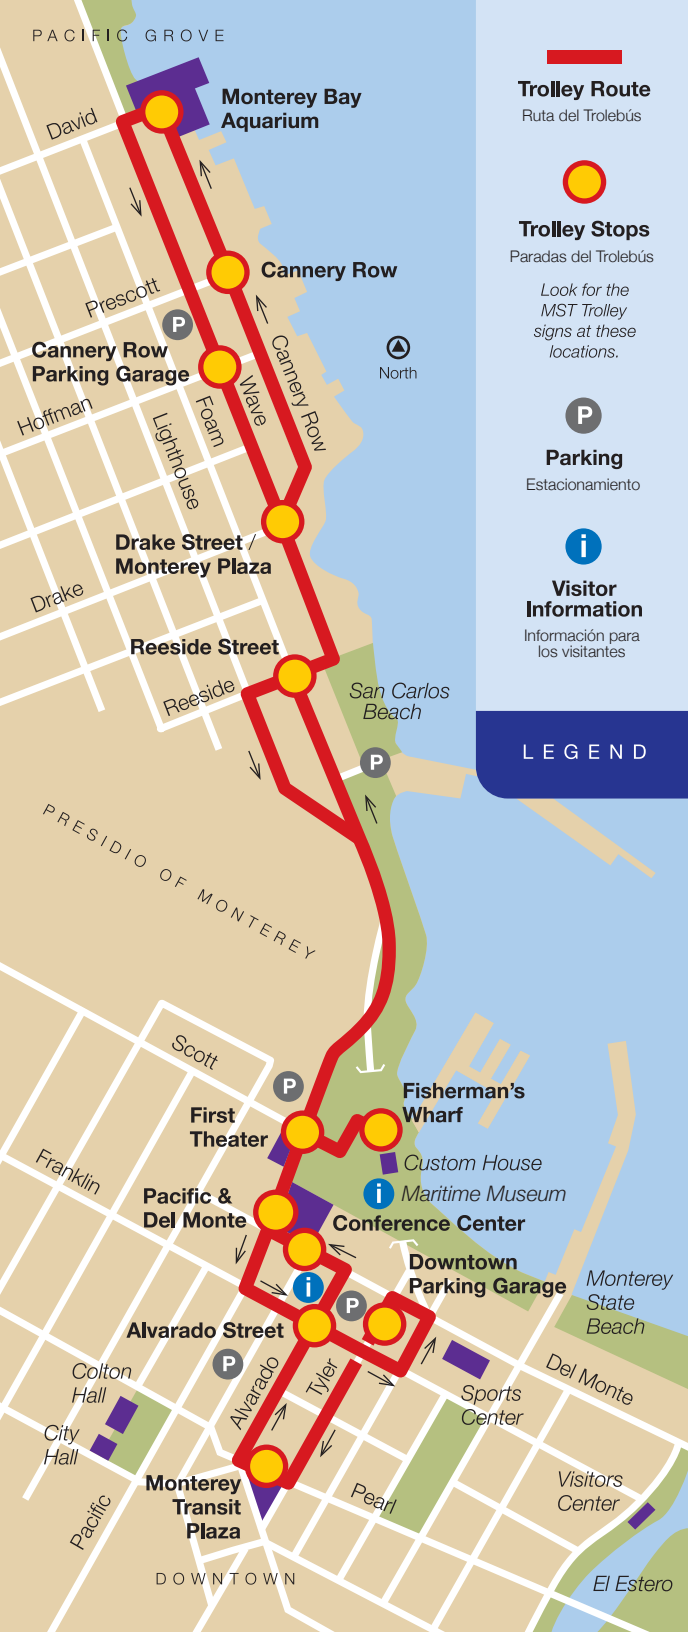 PACIFIC GROVE
David
Monterey Bay
Aquarium
Cannery Row
Prescott
P
Cannery Row
Parking Garage
Cannery Row
Wave
Foam
Hoffman
Lighthouse
North
Drake Street /
Monterey Plaza
Drake
Reeside Street
Reeside
San Carlos
Beach
P
PRESIDIO OF MONTEREY
Scott
P
First
Theater
Fisherman's
Wharf
Custom House
i
Maritime Museum
Franklin
Pacific &
Del Monte
Conference Center
Downtown
Parking Garage
i
P
Monterey
State
Beach
Alvarado Street
P
Colton
Hall
City
Hall
Alvarado
Tyler
Sports
Center
Del Monte
Monterey
Transit
Plaza
Pearl
Pacific
Visitors
Center
DOWNTOWN
El Estero
Trolley Route
Ruta del Trolebús
Trolley Stops
Paradas del Trolebús
Look for the
MST Trolley
signs at these
locations.
P
Parking
Estacionamiento
i
Visitor
Information
Información para
los visitantes
LEGEND